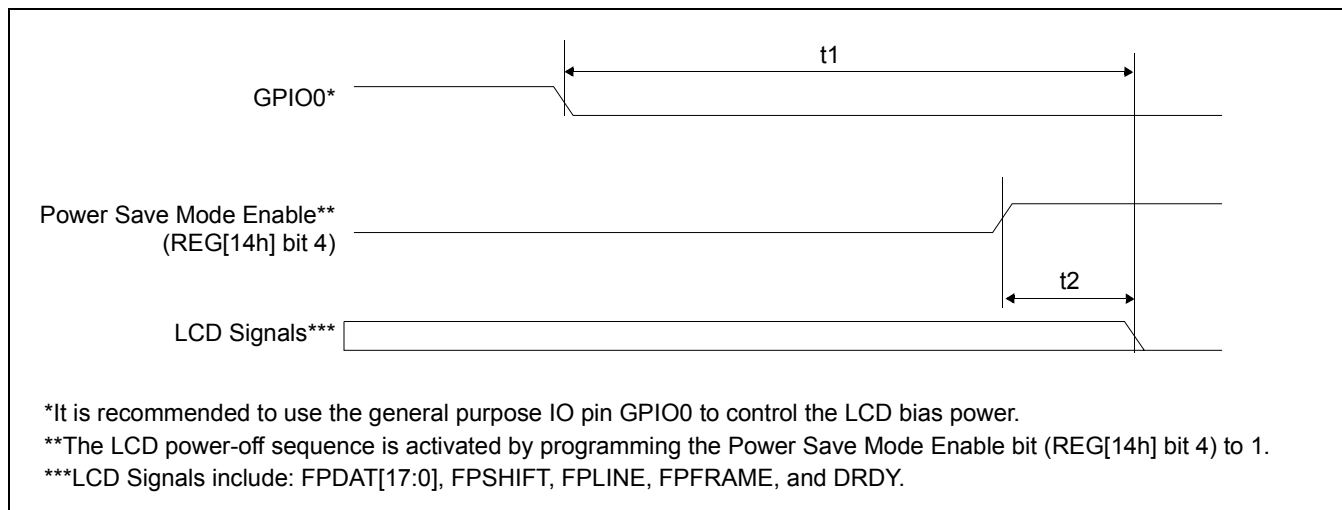 t1
GPIO0*
Power Save Mode Enable**
(REG[14h] bit 4)
t2
LCD Signals***
*It is recommended to use the general purpose IO pin GPIO0 to control the LCD bias power.
**The LCD power-off sequence is activated by programming the Power Save Mode Enable bit (REG[14h] bit 4) to 1.
***LCD Signals include: FPDAT[17:0], FPSHIFT, FPLINE, FPFRAME, and DRDY.